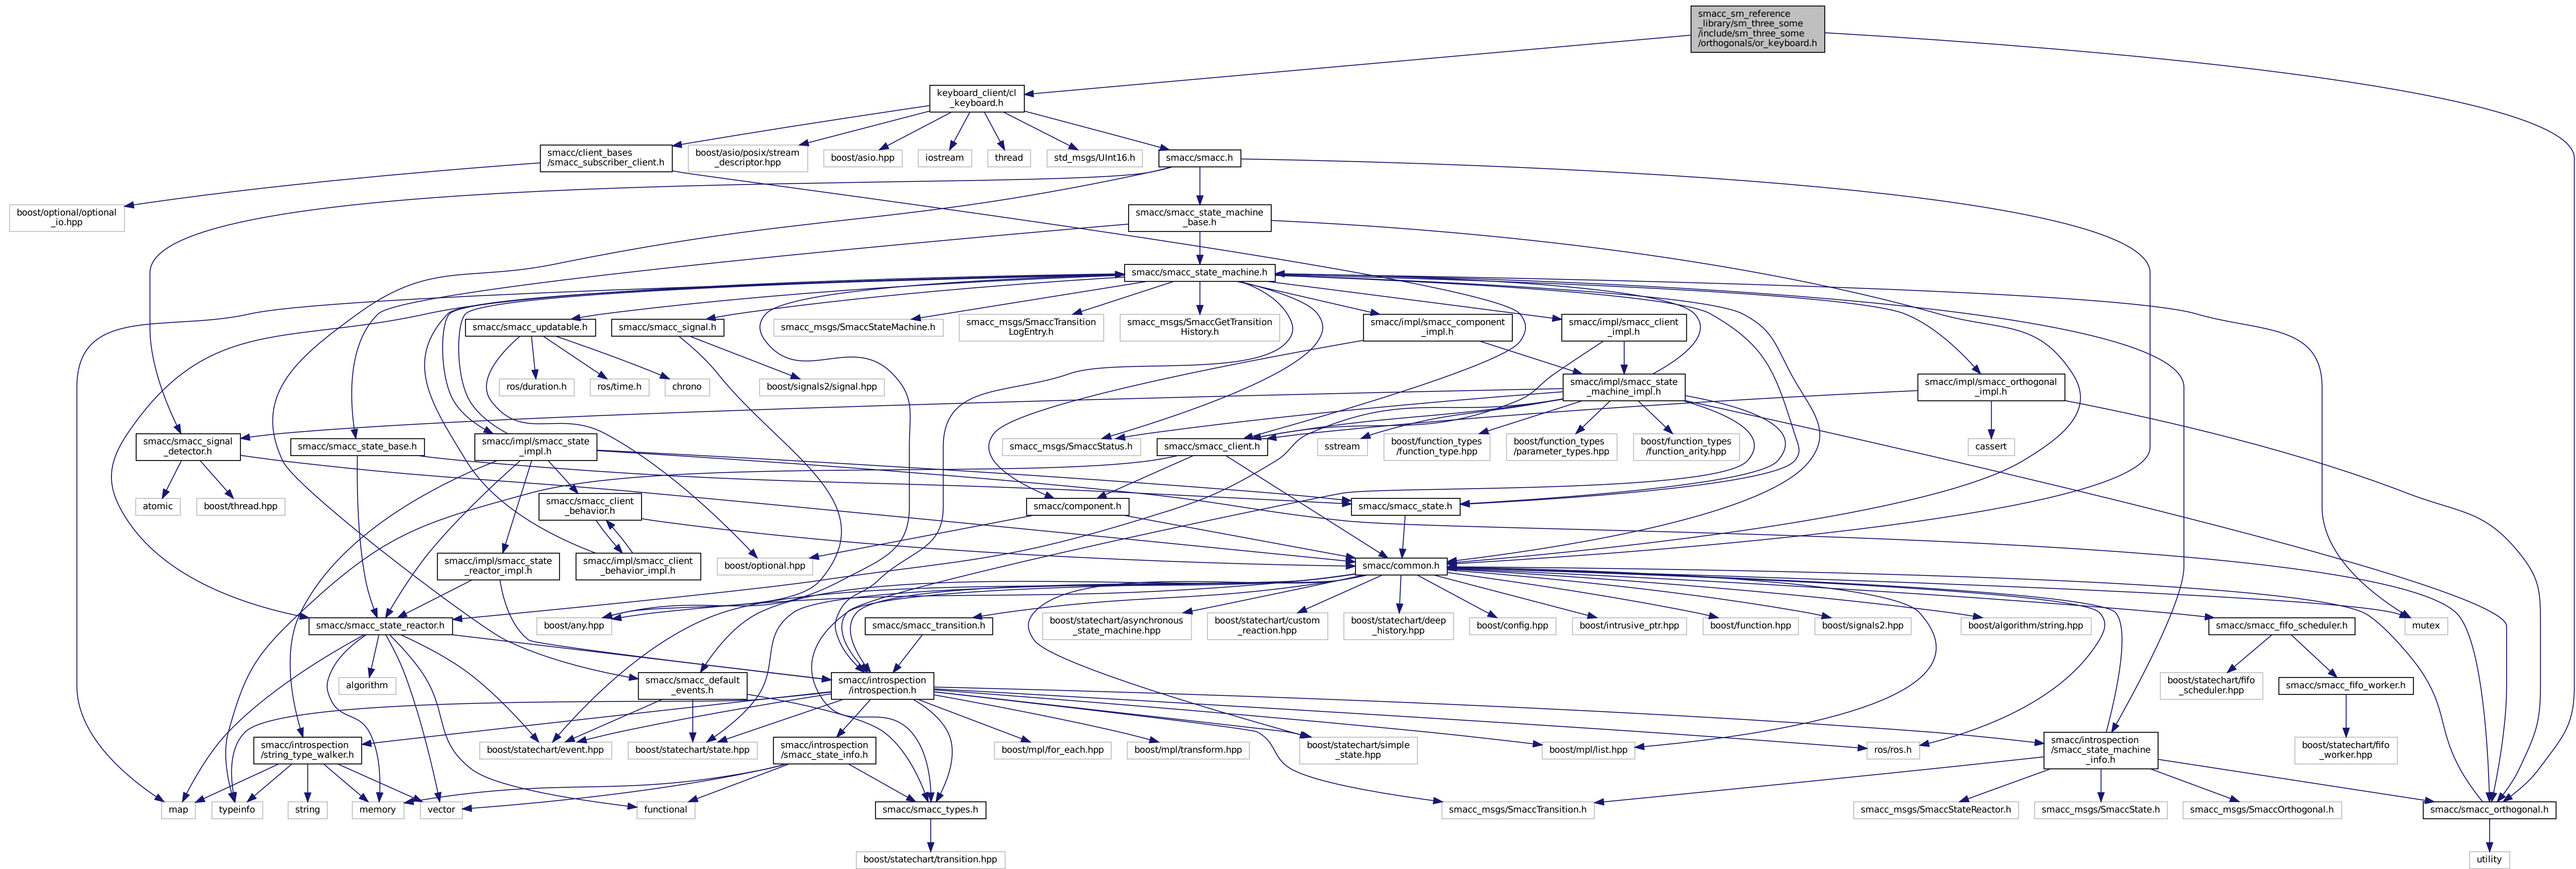 smacc_sm_reference
_library/sm_three_some
/include/sm_three_some
/orthogonals/or_keyboard.h
keyboard_client/cl
_keyboard.h
smacc/client_bases
/smacc_subscriber_client.h
boost/asio/posix/stream
_descriptor.hpp
boost/asio.hpp
iostream
thread
std_msgs/UInt16.h
smacc/smacc.h
boost/optional/optional
_io.hpp
smacc/smacc_state_machine
_base.h
smacc/smacc_state_machine.h
smacc/smacc_updatable.h
smacc/smacc_signal.h
smacc_msgs/SmaccStateMachine.h
smacc_msgs/SmaccTransition
LogEntry.h
smacc_msgs/SmaccGetTransition
History.h
smacc/impl/smacc_component
_impl.h
smacc/impl/smacc_client
_impl.h
ros/duration.h
ros/time.h
chrono
boost/signals2/signal.hpp
smacc/impl/smacc_state
_machine_impl.h
smacc/impl/smacc_orthogonal
_impl.h
smacc/smacc_signal
_detector.h
smacc/smacc_state_base.h
smacc/impl/smacc_state
_impl.h
smacc_msgs/SmaccStatus.h
smacc/smacc_client.h
sstream
boost/function_types
/function_type.hpp
boost/function_types
/parameter_types.hpp
boost/function_types
/function_arity.hpp
cassert
atomic
boost/thread.hpp
smacc/smacc_client
_behavior.h
smacc/component.h
smacc/smacc_state.h
smacc/impl/smacc_state
_reactor_impl.h
smacc/impl/smacc_client
_behavior_impl.h
boost/optional.hpp
smacc/common.h
smacc/smacc_state_reactor.h
boost/any.hpp
smacc/smacc_transition.h
boost/statechart/asynchronous
_state_machine.hpp
boost/statechart/custom
_reaction.hpp
boost/statechart/deep
_history.hpp
boost/config.hpp
boost/intrusive_ptr.hpp
boost/function.hpp
boost/signals2.hpp
boost/algorithm/string.hpp
smacc/smacc_fifo_scheduler.h
mutex
algorithm
smacc/smacc_default
_events.h
smacc/introspection
/introspection.h
boost/statechart/fifo
_scheduler.hpp
smacc/smacc_fifo_worker.h
smacc/introspection
/string_type_walker.h
boost/statechart/event.hpp
boost/statechart/state.hpp
smacc/introspection
/smacc_state_info.h
boost/mpl/for_each.hpp
boost/mpl/transform.hpp
boost/statechart/simple
_state.hpp
boost/mpl/list.hpp
ros/ros.h
smacc/introspection
/smacc_state_machine
_info.h
boost/statechart/fifo
_worker.hpp
map
typeinfo
string
memory
vector
functional
smacc/smacc_types.h
smacc_msgs/SmaccTransition.h
smacc_msgs/SmaccStateReactor.h
smacc_msgs/SmaccState.h
smacc_msgs/SmaccOrthogonal.h
smacc/smacc_orthogonal.h
boost/statechart/transition.hpp
utility